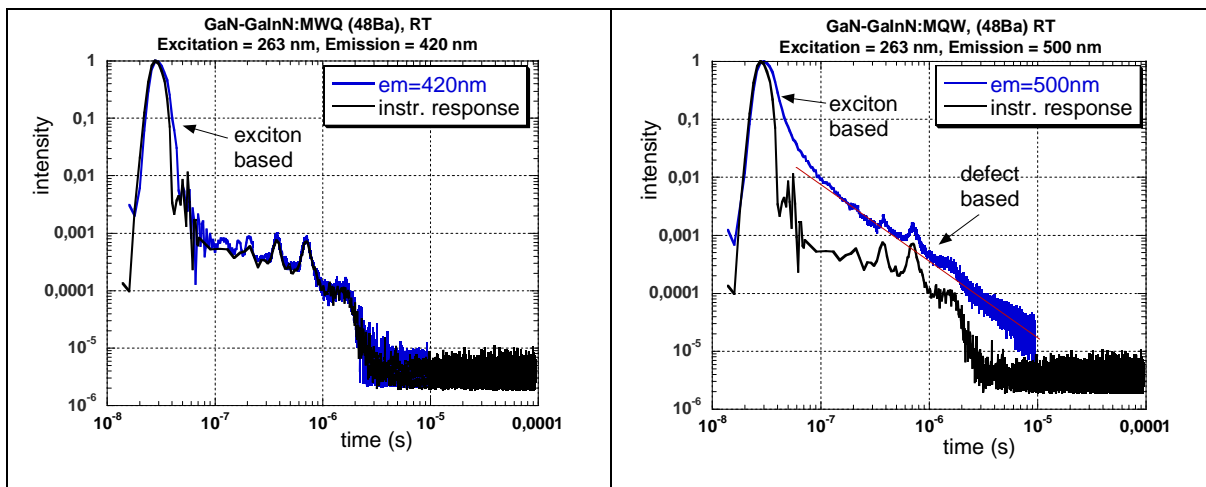 GaN-GaInN:MWQ (48Ba), RT
Excitation = 263 nm, Emission = 420 nm
em=420nm
instr. response
exciton
based
intensity
1
0,1
0,01
0,001
0,0001
10-5
10-6
10-8
10-7
10-6
10-5
0,0001
time (s)
GaN-GaInN:MQW, (48Ba) RT
Excitation = 263 nm, Emission = 500 nm
em=500nm
instr. response
exciton
based
defect
based
intensity
1
0,1
0,01
0,001
0,0001
10-5
10-6
10-8
10-7
10-6
10-5
0,0001
time (s)